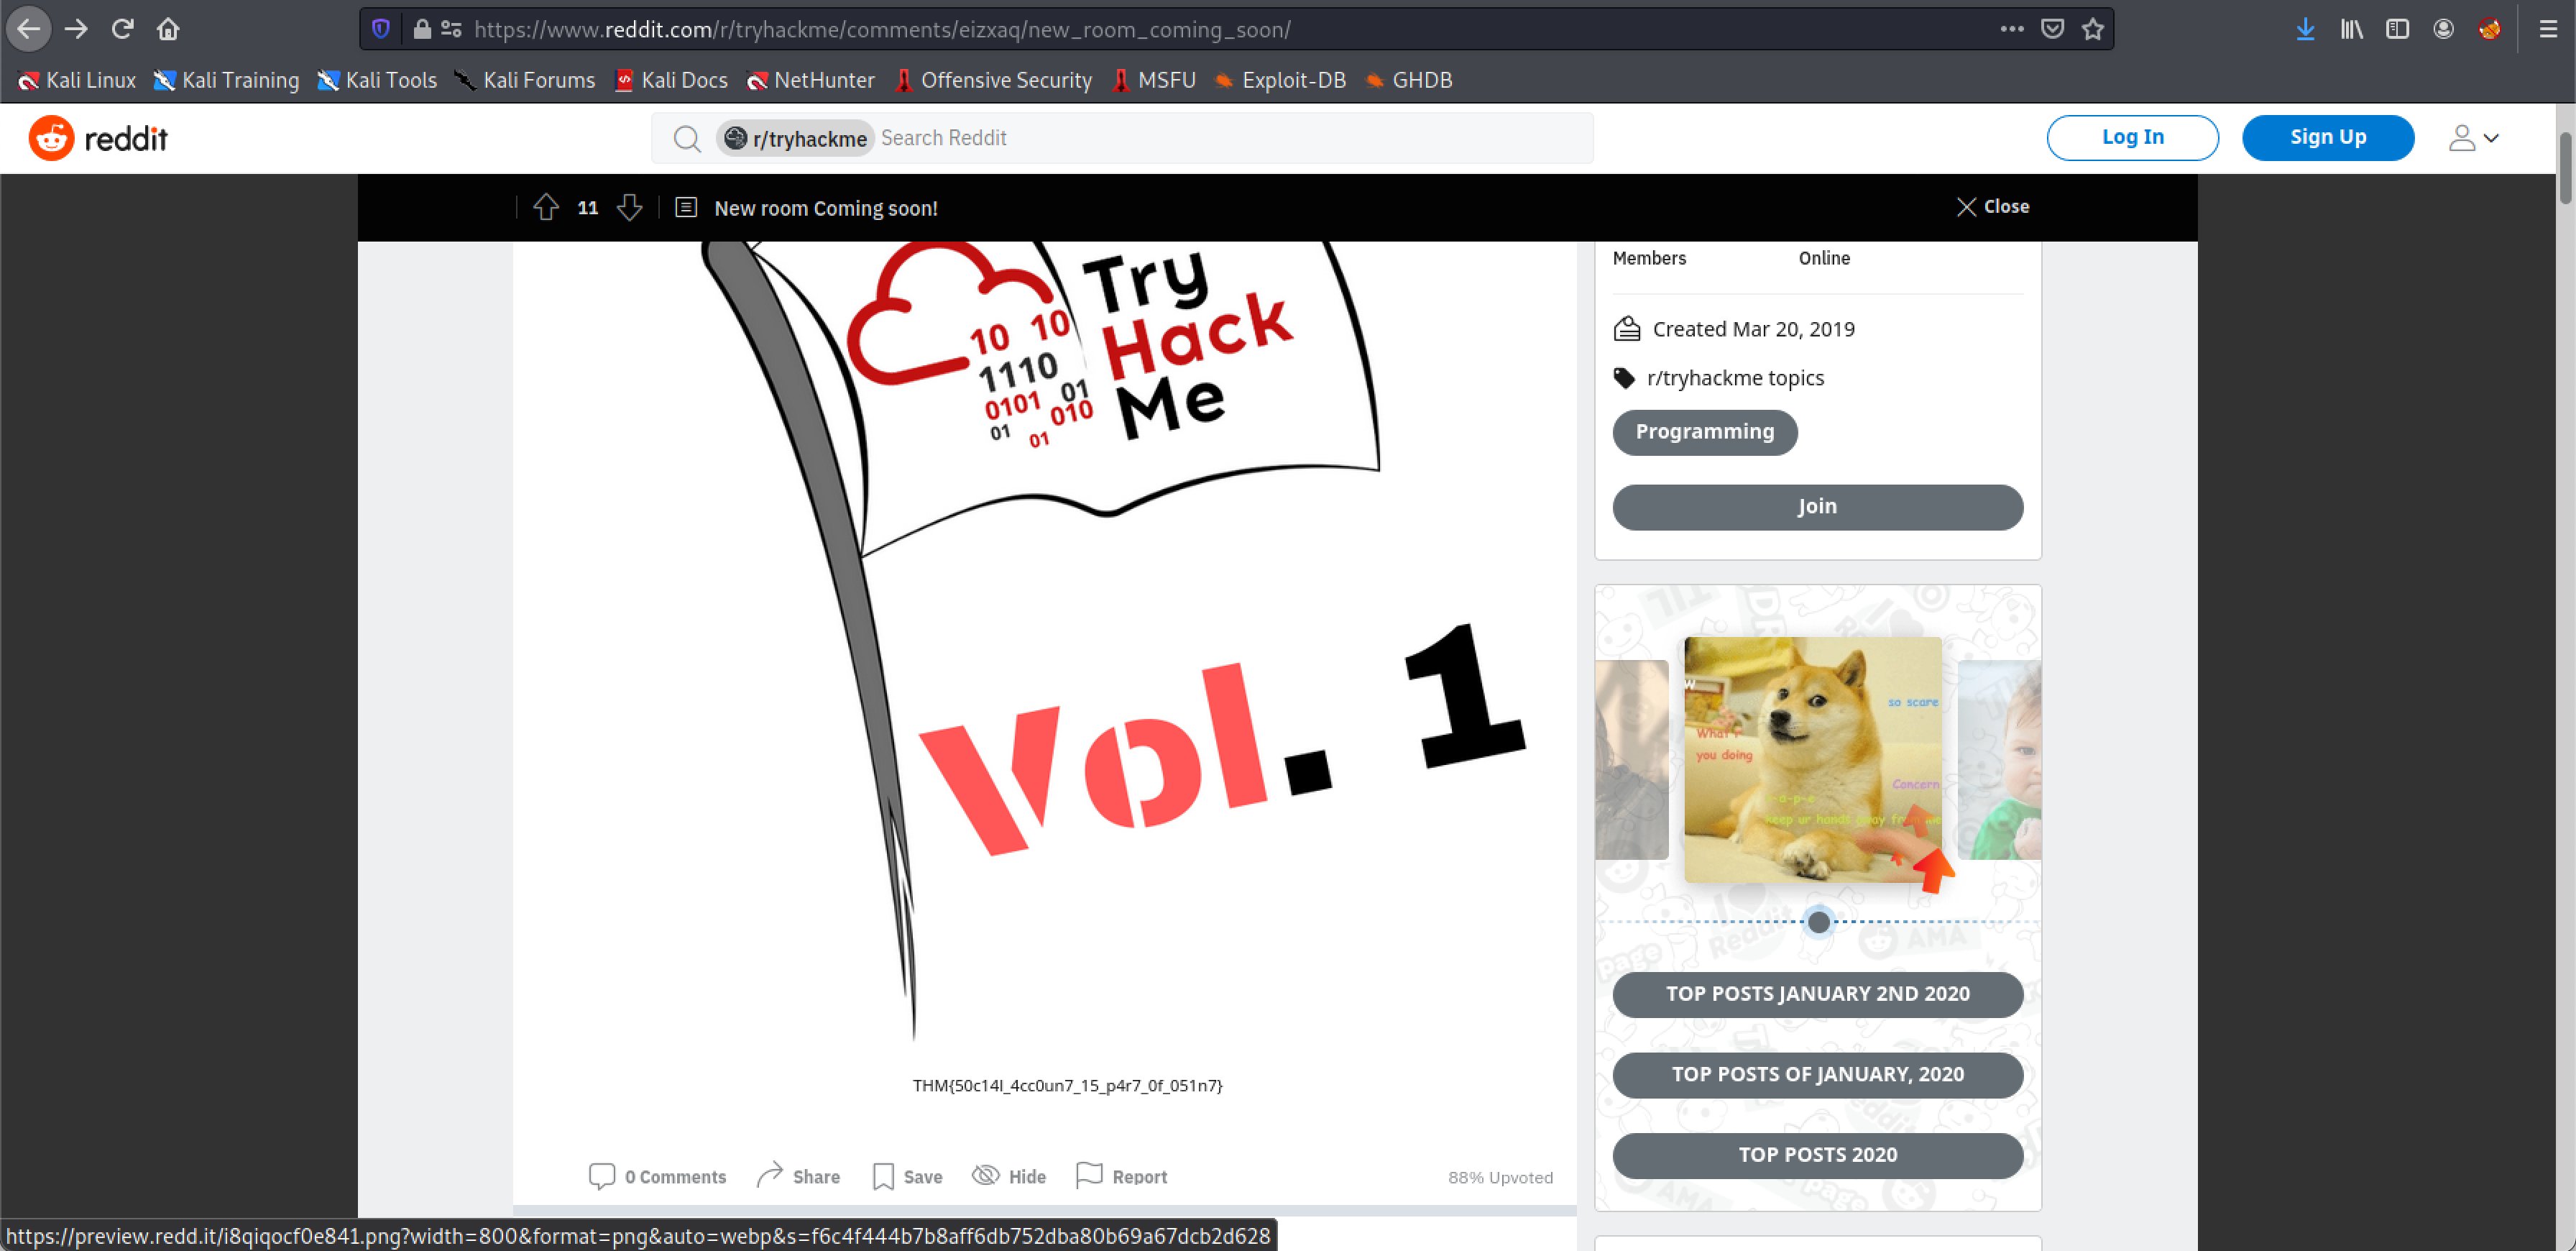 https://www.reddit.com/r/tryhackme/comments/eizxaq/new_room_coming_soon/
Kali Linux Kali Training Kali Tools Kali Forums Kali Docs NetHunter Offensive Security MSFU Exploit-DB GHDB
reddit r/tryhackme Search Reddit Log In Sign Up
11 New room Coming soon! Close
Members Online
Try
Hack
Me
10 10
1110
01
0101
010
01
01
Created Mar 20, 2019
r/tryhackme topics
Programming
Join
Vol. 1
so scare
What r
you doing
Concern
keep ur hands away from me
TOP POSTS JANUARY 2ND 2020
TOP POSTS OF JANUARY, 2020
TOP POSTS 2020
THM{50c14l_4cc0un7_15_p4r7_0f_051n7}
0 Comments Share Save Hide Report 88% Upvoted
https://preview.redd.it/i8qiqocf0e841.png?width=800&format=png&auto=webp&s=f6c4f444b7b8aff6db752dba80b69a67dcb2d628